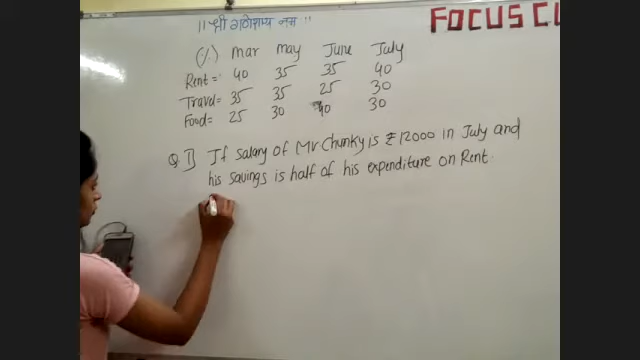 ।। श्री गणेशाय नमः ।।
FOCUS CL
(%) Mar May June July
Rent = 40 35 35 40
Travel = 35 35 25 30
Food = 25 30 40 30
Q 1] If salary of Mr. Chunky is ₹ 12000 in July and
his savings is half of his expenditure on Rent.